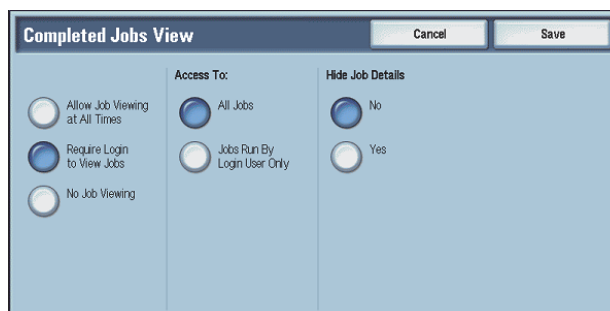 Completed Jobs View
Cancel
Save
Allow Job Viewing
at All Times
Require Login
to View Jobs
No Job Viewing
Access To:
All Jobs
Jobs Run By
Login User Only
Hide Job Details
No
Yes